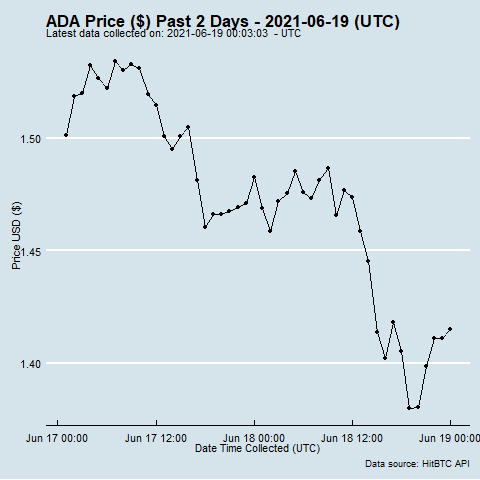 ADA Price ($) Past 2 Days - 2021-06-19 (UTC)
Latest data collected on: 2021-06-19 00:03:03 - UTC
Price USD ($)
1.50
1.45
1.40
Jun 17 00:00
Jun 17 12:00
Jun 18 00:00
Jun 18 12:00
Jun 19 00:00
Date Time Collected (UTC)
Data source: HitBTC API